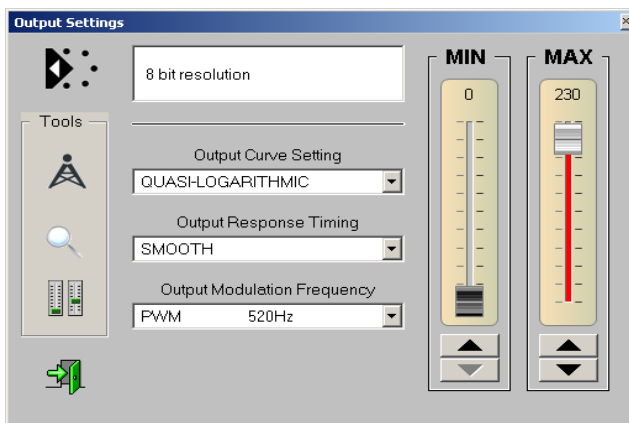 Output Settings
8 bit resolution
Tools
Output Curve Setting
QUASI-LOGARITHMIC
Output Response Timing
SMOOTH
Output Modulation Frequency
PWM 520Hz
MIN
0
MAX
230